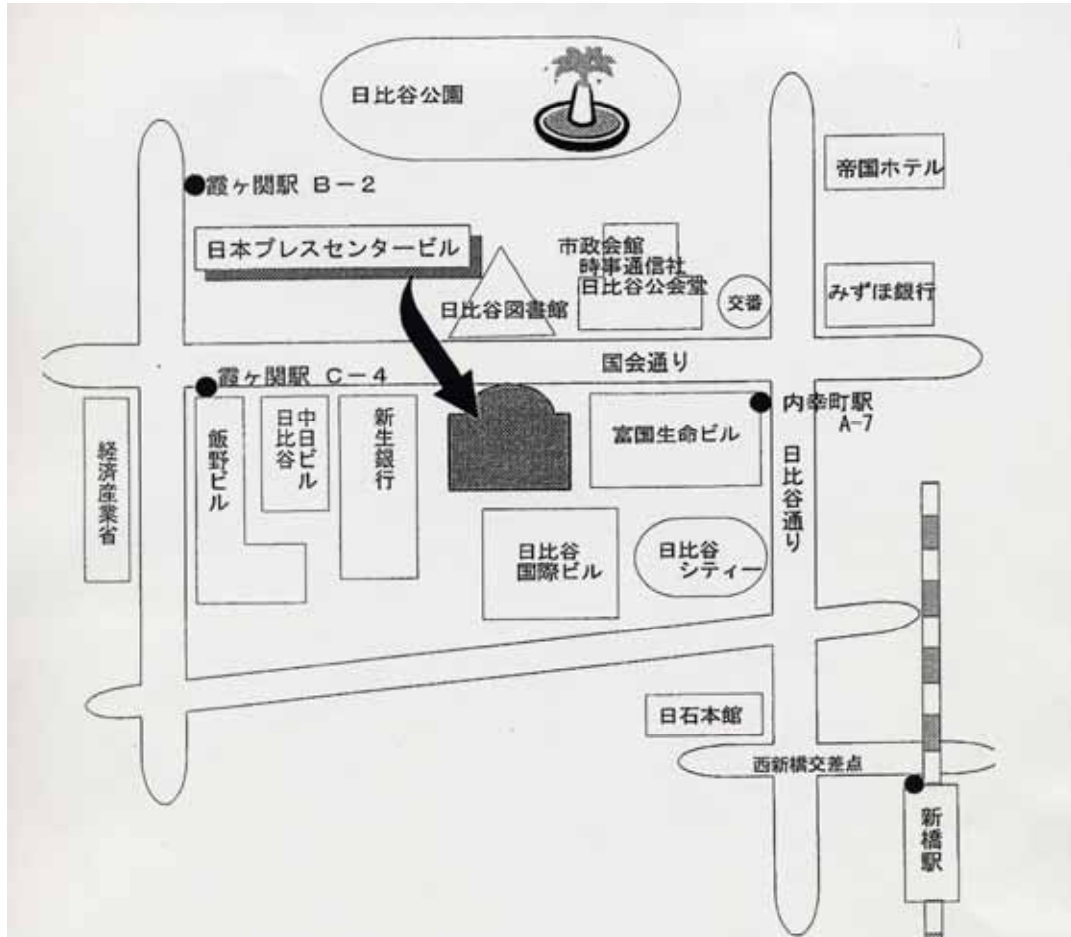 日比谷公園
帝国ホテル
霞ヶ関駅 B-2
日本プレスセンタービル
市政会館
時事通信社
日比谷公会堂
交番
みずほ銀行
日比谷図書館
国会通り
霞ヶ関駅 C-4
内幸町駅
A-7
経済産業省
飯野ビル
日比谷
中日ビル
新生銀行
富国生命ビル
日比谷通り
日比谷
国際ビル
日比谷
シティー
日石本館
西新橋交差点
新橋駅